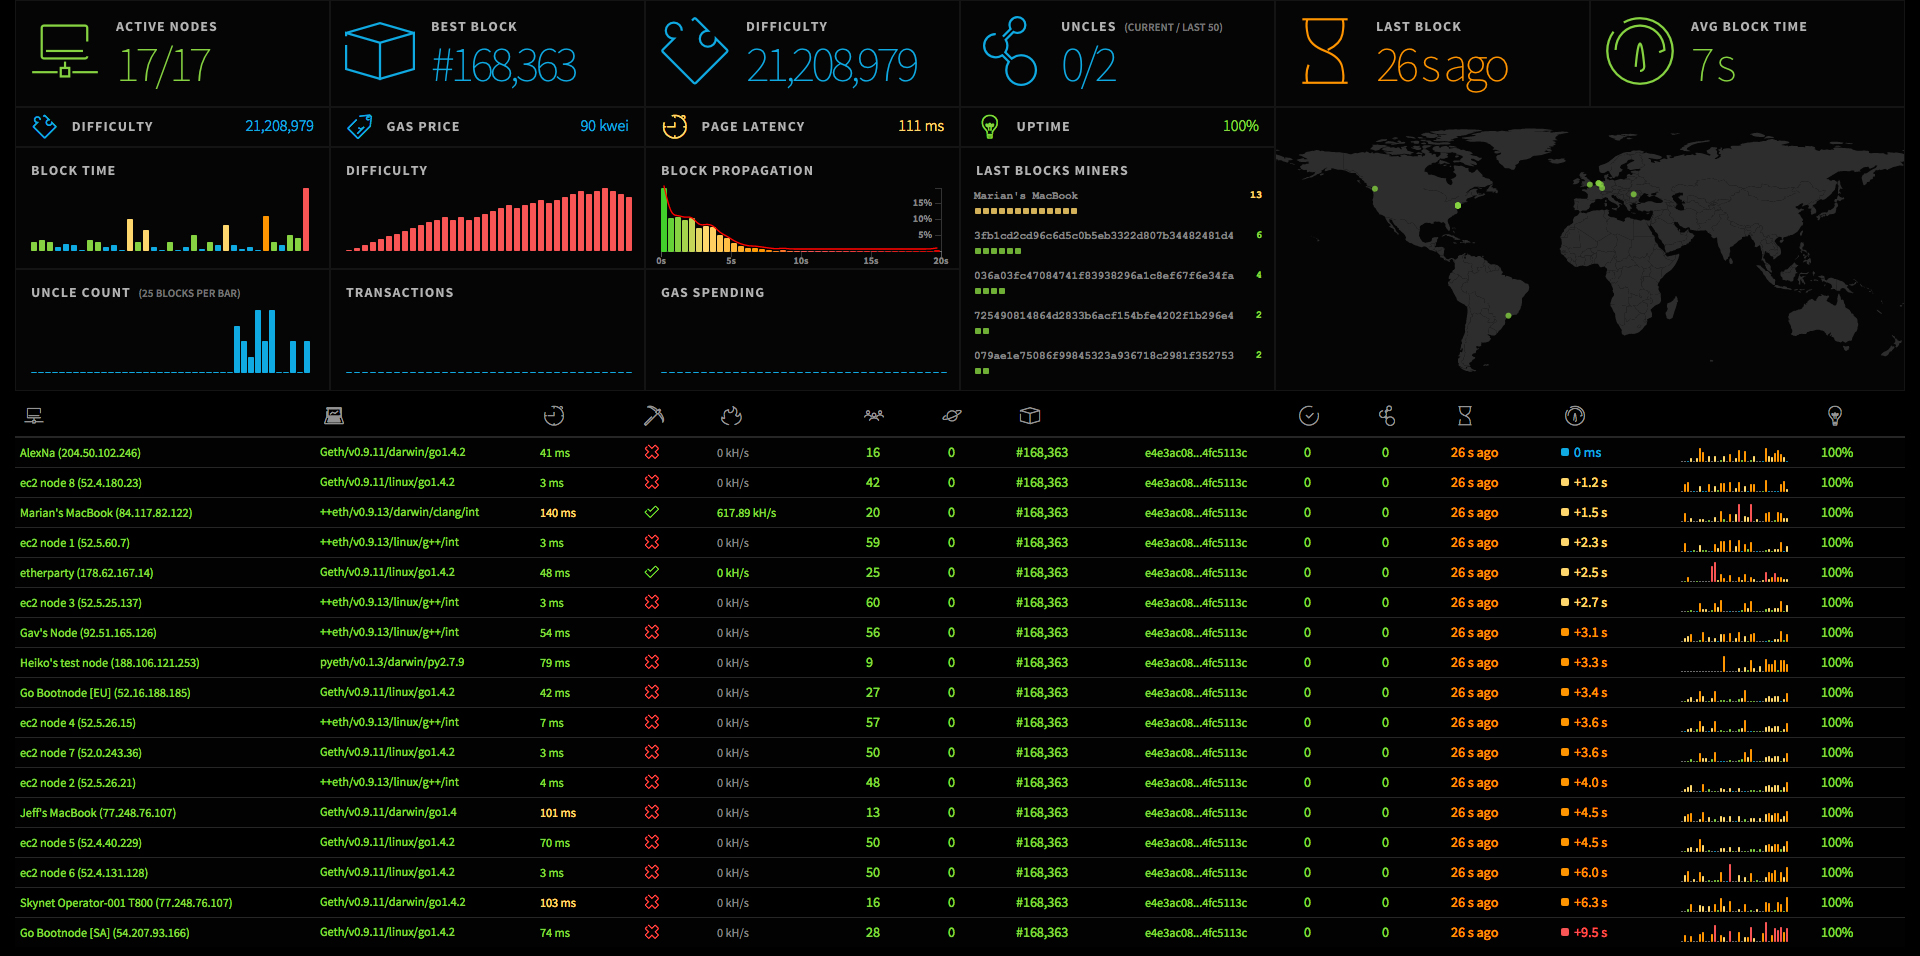 ACTIVE NODES
17/17
BEST BLOCK
#168,363
DIFFICULTY
21,208,979
UNCLES (CURRENT / LAST 50)
0/2
LAST BLOCK
26 s ago
AVG BLOCK TIME
7 s
DIFFICULTY 21,208,979
GAS PRICE 90 kwei
PAGE LATENCY 111 ms
UPTIME 100%
BLOCK TIME
DIFFICULTY
BLOCK PROPAGATION
15%
10%
5%
0s 5s 10s 15s 20s
LAST BLOCKS MINERS
Marian's MacBook 13
3fb1cd2cd96c6d5c0b5eb3322d807b34482481d4 6
036a03fc47084741f83938296a1c8ef67f6e34fa 4
725490814864d2833b6acf154bfe4202f1b296e4 2
079ae1e75086f99845323a936718c2981f352753 2
UNCLE COUNT (25 BLOCKS PER BAR)
TRANSACTIONS
GAS SPENDING
AlexNa (204.50.102.246) Geth/v0.9.11/darwin/go1.4.2 41 ms 0 kH/s 16 0 #168,363 e4e3ac08...4fc5113c 0 0 26 s ago 0 ms 100%
ec2 node 8 (52.4.180.23) Geth/v0.9.11/linux/go1.4.2 3 ms 0 kH/s 42 0 #168,363 e4e3ac08...4fc5113c 0 0 26 s ago +1.2 s 100%
Marian's MacBook (84.117.82.122) ++eth/v0.9.13/darwin/clang/int 140 ms 617.89 kH/s 20 0 #168,363 e4e3ac08...4fc5113c 0 0 26 s ago +1.5 s 100%
ec2 node 1 (52.5.60.7) ++eth/v0.9.13/linux/g++/int 3 ms 0 kH/s 59 0 #168,363 e4e3ac08...4fc5113c 0 0 26 s ago +2.3 s 100%
etherparty (178.62.167.14) Geth/v0.9.11/linux/go1.4.2 48 ms 0 kH/s 25 0 #168,363 e4e3ac08...4fc5113c 0 0 26 s ago +2.5 s 100%
ec2 node 3 (52.5.25.137) ++eth/v0.9.13/linux/g++/int 3 ms 0 kH/s 60 0 #168,363 e4e3ac08...4fc5113c 0 0 26 s ago +2.7 s 100%
Gav's Node (92.51.165.126) ++eth/v0.9.13/linux/g++/int 54 ms 0 kH/s 56 0 #168,363 e4e3ac08...4fc5113c 0 0 26 s ago +3.1 s 100%
Heiko's test node (188.106.121.253) pyeth/v0.1.3/darwin/py2.7.9 79 ms 0 kH/s 9 0 #168,363 e4e3ac08...4fc5113c 0 0 26 s ago +3.3 s 100%
Go Bootnode [EU] (52.16.188.185) Geth/v0.9.11/linux/go1.4.2 42 ms 0 kH/s 27 0 #168,363 e4e3ac08...4fc5113c 0 0 26 s ago +3.4 s 100%
ec2 node 4 (52.5.26.15) ++eth/v0.9.13/linux/g++/int 7 ms 0 kH/s 57 0 #168,363 e4e3ac08...4fc5113c 0 0 26 s ago +3.6 s 100%
ec2 node 7 (52.0.243.36) Geth/v0.9.11/linux/go1.4.2 3 ms 0 kH/s 50 0 #168,363 e4e3ac08...4fc5113c 0 0 26 s ago +3.6 s 100%
ec2 node 2 (52.5.26.21) ++eth/v0.9.13/linux/g++/int 4 ms 0 kH/s 48 0 #168,363 e4e3ac08...4fc5113c 0 0 26 s ago +4.0 s 100%
Jeff's MacBook (77.248.76.107) Geth/v0.9.11/darwin/go1.4 101 ms 0 kH/s 13 0 #168,363 e4e3ac08...4fc5113c 0 0 26 s ago +4.5 s 100%
ec2 node 5 (52.4.40.229) Geth/v0.9.11/linux/go1.4.2 70 ms 0 kH/s 50 0 #168,363 e4e3ac08...4fc5113c 0 0 26 s ago +4.5 s 100%
ec2 node 6 (52.4.131.128) Geth/v0.9.11/linux/go1.4.2 3 ms 0 kH/s 50 0 #168,363 e4e3ac08...4fc5113c 0 0 26 s ago +6.0 s 100%
Skynet Operator-001 T800 (77.248.76.107) Geth/v0.9.11/darwin/go1.4.2 103 ms 0 kH/s 16 0 #168,363 e4e3ac08...4fc5113c 0 0 26 s ago +6.3 s 100%
Go Bootnode [SA] (54.207.93.166) Geth/v0.9.11/linux/go1.4.2 74 ms 0 kH/s 28 0 #168,363 e4e3ac08...4fc5113c 0 0 26 s ago +9.5 s 100%